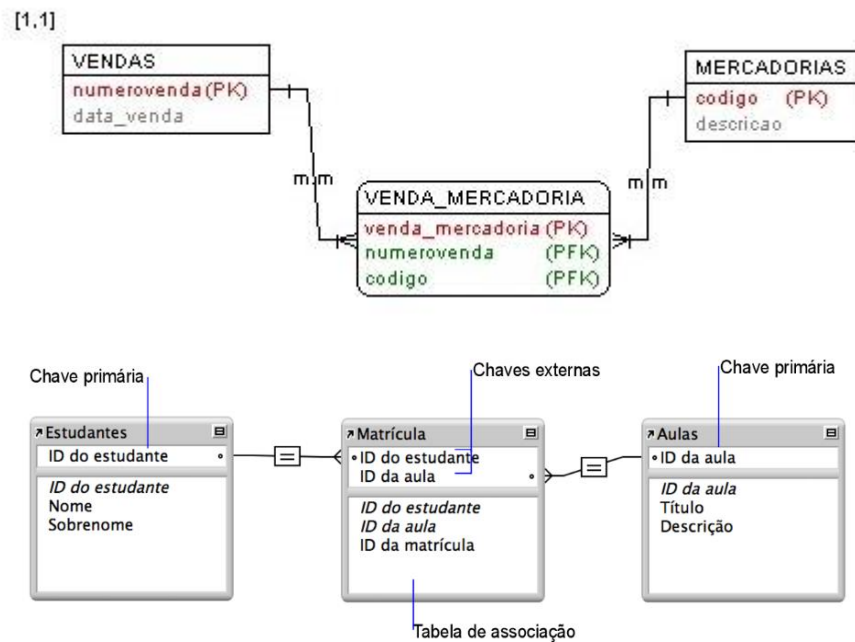 [1,1]
VENDAS
numerovenda (PK)
data_venda
MERCADORIAS
codigo (PK)
descricao
m,m
m m
VENDA_MERCADORIA
venda_mercadoria (PK)
numerovenda (PFK)
codigo (PFK)
Chave primária
Chaves externas
Chave primária
Estudantes
ID do estudante
ID do estudante
Nome
Sobrenome
=
Matrícula
ID do estudante
ID da aula
ID do estudante
ID da aula
ID da matrícula
=
Aulas
ID da aula
ID da aula
Título
Descrição
Tabela de associação